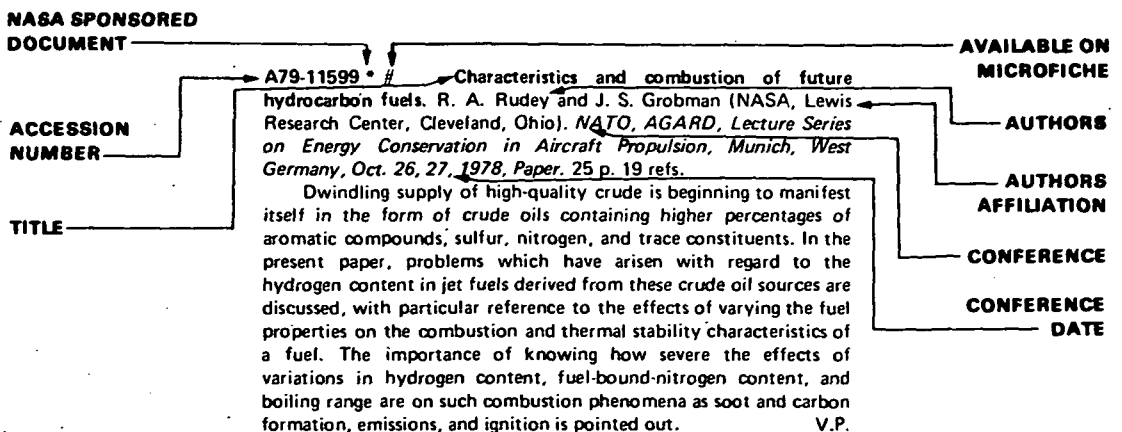 NASA SPONSORED
DOCUMENT
AVAILABLE ON
MICROFICHE
A79-11599 * # Characteristics and combustion of future
hydrocarbon fuels. R. A. Rudey and J. S. Grobman (NASA, Lewis
Research Center, Cleveland, Ohio). NATO, AGARD, Lecture Series
on Energy Conservation in Aircraft Propulsion, Munich, West
Germany, Oct. 26, 27, 1978, Paper. 25 p. 19 refs.
Dwindling supply of high-quality crude is beginning to manifest
itself in the form of crude oils containing higher percentages of
aromatic compounds, sulfur, nitrogen, and trace constituents. In the
present paper, problems which have arisen with regard to the
hydrogen content in jet fuels derived from these crude oil sources are
discussed, with particular reference to the effects of varying the fuel
properties on the combustion and thermal stability characteristics of
a fuel. The importance of knowing how severe the effects of
variations in hydrogen content, fuel-bound-nitrogen content, and
boiling range are on such combustion phenomena as soot and carbon
formation, emissions, and ignition is pointed out. V.P.
ACCESSION
NUMBER
TITLE
AUTHORS
AUTHORS
AFFILIATION
CONFERENCE
CONFERENCE
DATE